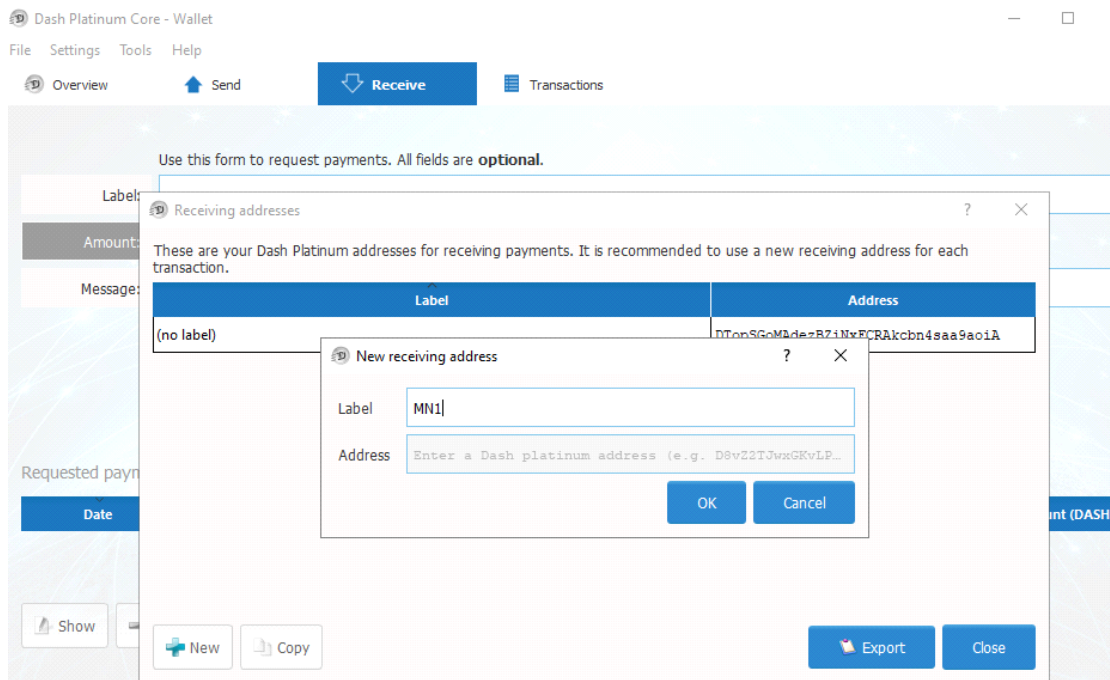 Dash Platinum Core - Wallet
File Settings Tools Help
Overview Send Receive Transactions
Use this form to request payments. All fields are optional.
Label:
Receiving addresses ?
Amount:
These are your Dash Platinum addresses for receiving payments. It is recommended to use a new receiving address for each
transaction.
Message:
Label Address
(no label)
New receiving address ?
Label MN1
Address Enter a Dash platinum address (e.g. D8vZ2TJwxGKvLP…
Requested payn
OK Cancel
Date unt (DASH
Show
New Copy Export Close